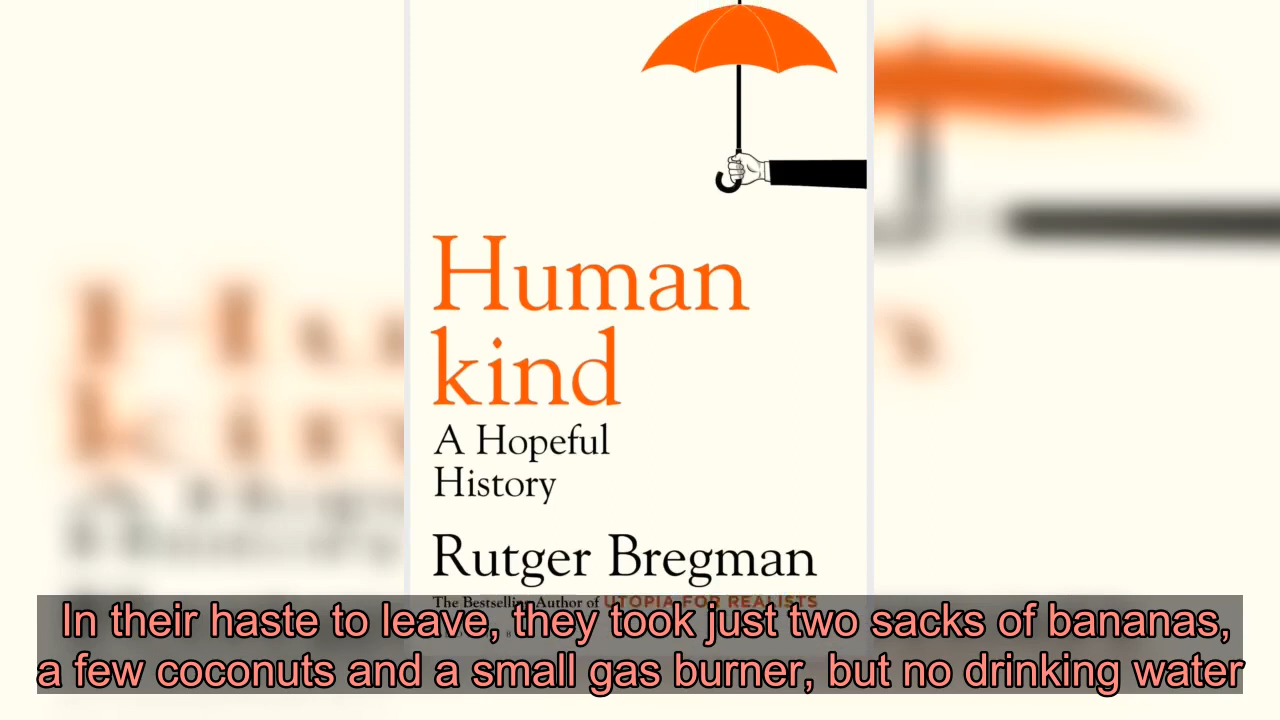 Human
kind
A Hopeful
History
Rutger Bregman
The Bestselling Author of UTOPIA FOR REALISTS
In their haste to leave, they took just two sacks of bananas,
a few coconuts and a small gas burner, but no drinking water